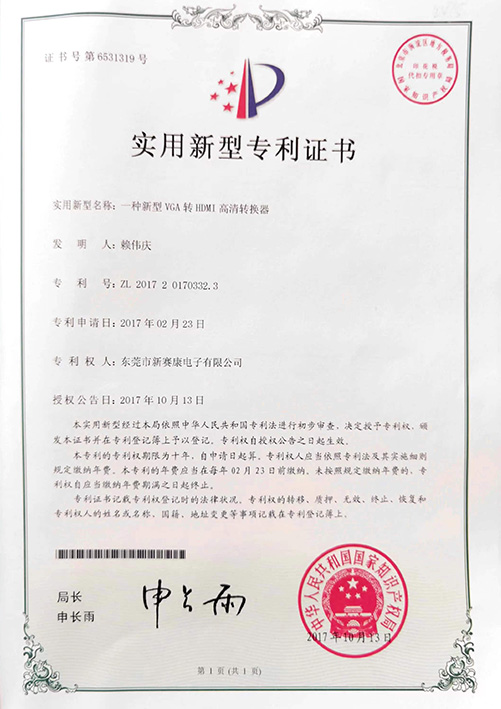 证书号第6531319号
实用新型专利证书
实用新型名称：一种新型VGA转HDMI高清转换器
发明人：赖伟庆
专利号：ZL 2017 2 0170332.3
专利申请日：2017年02月23日
专利权人：东莞市新赛康电子有限公司
授权公告日：2017年10月13日
本实用新型经过本局依照中华人民共和国专利法进行初步审查，决定授予专利权，颁
发本证书并在专利登记簿上予以登记。专利权自授权公告之日起生效。
本专利的专利权期限为十年，自申请日起算。专利权人应当依照专利法及其实施细则
规定缴纳年费。本专利的年费应当在每年02月23日前缴纳。未按照规定缴纳年费的，专
利权自应当缴纳年费期满之日起终止。
专利证书记载专利权登记时的法律状况。专利权的转移、质押、无效、终止、恢复和
专利权人的姓名或名称、国籍、地址变更等事项记载在专利登记簿上。
局长
申长雨
申长雨
中华人民共和国国家知识产权局
2017年10月13日
第1页（共1页）